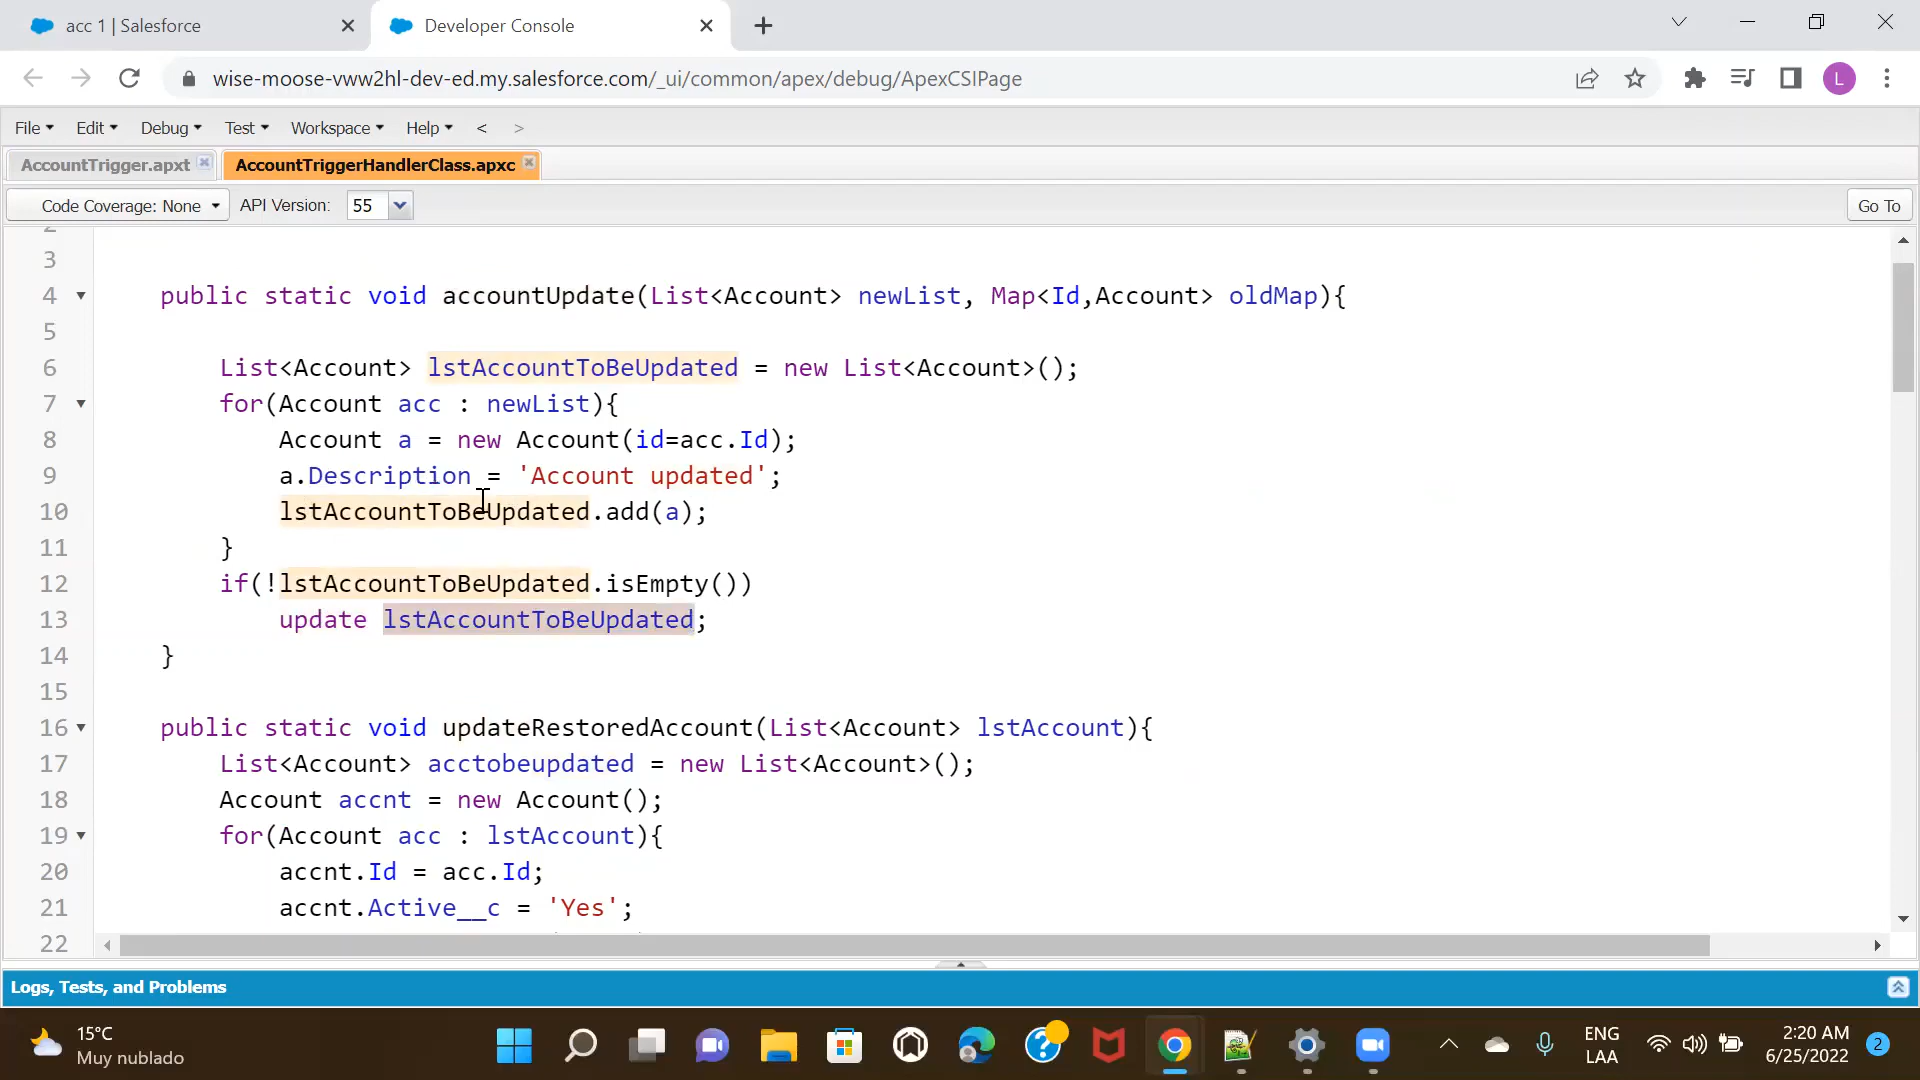 acc 1 | Salesforce
Developer Console
wise-moose-vww2hl-dev-ed.my.salesforce.com/_ui/common/apex/debug/ApexCSIPage
L
File Edit Debug Test Workspace Help < >
AccountTrigger.apxt
AccountTriggerHandlerClass.apxc
Code Coverage: None API Version: 55 Go To
2
3
4 public static void accountUpdate(List<Account> newList, Map<Id,Account> oldMap){
5
6 List<Account> lstAccountToBeUpdated = new List<Account>();
7 for(Account acc : newList){
8 Account a = new Account(id=acc.Id);
9 a.Description = 'Account updated';
10 lstAccountToBeUpdated.add(a);
11 }
12 if(!lstAccountToBeUpdated.isEmpty())
13 update lstAccountToBeUpdated;
14 }
15
16 public static void updateRestoredAccount(List<Account> lstAccount){
17 List<Account> acctobeupdated = new List<Account>();
18 Account accnt = new Account();
19 for(Account acc : lstAccount){
20 accnt.Id = acc.Id;
21 accnt.Active__c = 'Yes';
22
Logs, Tests, and Problems
15°C
Muy nublado
ENG
LAA
2:20 AM
6/25/2022
2